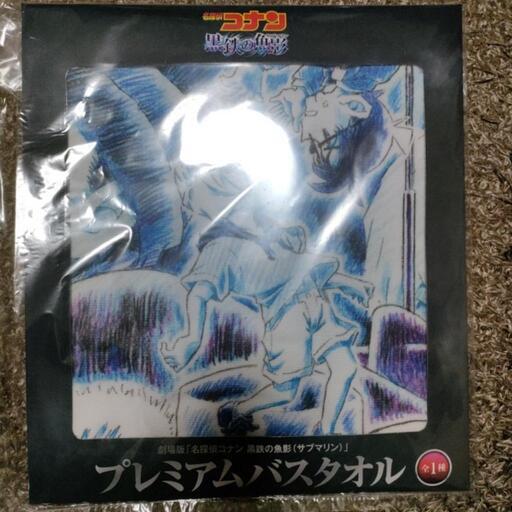 名探偵コナン
黒鉄の魚影
劇場版「名探偵コナン 黒鉄の魚影(サブマリン)」
プレミアムバスタオル
全1種